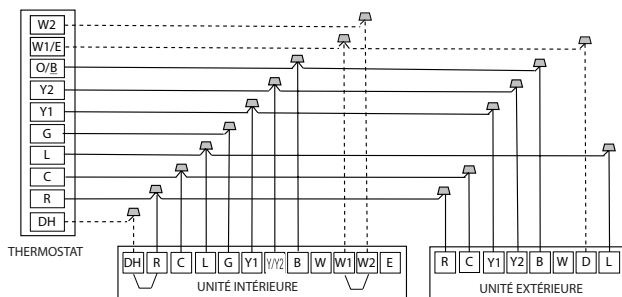 W2
W1/E
O/B
Y2
Y1
G
L
C
R
DH
THERMOSTAT
DH R C L G Y1 Y/Y2 B W W1 W2 E
UNITÉ INTÉRIEURE
R C Y1 Y2 B W D L
UNITÉ EXTÉRIEURE